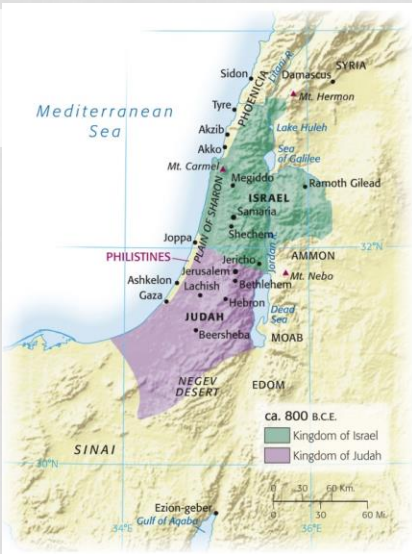 SYRIA
Sidon
Damascus
Litani R.
PHOENICIA
Mt. Hermon
Mediterranean
Sea
Tyre
Akzib
Lake Huleh
Akko
Sea
of Galilee
Mt. Carmel
Megiddo
Ramoth Gilead
ISRAEL
PLAIN OF SHARON
Samaria
Shechem
Jordan R.
Joppa
32°N
PHILISTINES
Jericho
AMMON
Jerusalem
Mt. Nebo
Ashkelon
Bethlehem
Lachish
Gaza
Hebron
Dead
Sea
JUDAH
Beersheba
MOAB
NEGEV
DESERT
EDOM
ca. 800 B.C.E.
Kingdom of Israel
Kingdom of Judah
SINAI
30°N
0 30 60 Km.
0 30 60 Mi.
Ezion-geber
Gulf of Aqaba
34°E
36°E